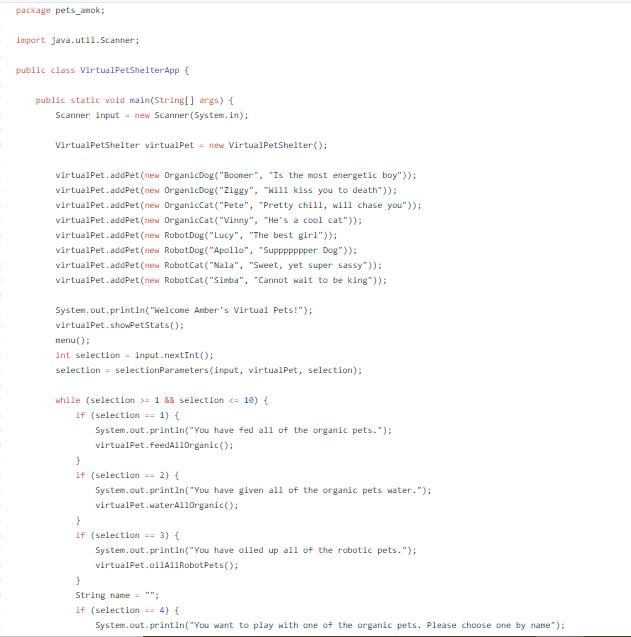 package pets_amok;
import java.util.Scanner;
public class VirtualPetShelterApp {
public static void main(String[] args) {
Scanner input = new Scanner(System.in);
VirtualPetShelter virtualPet = new VirtualPetShelter();
virtualPet.addPet(new OrganicDog("Boomer", "Is the most energetic boy"));
virtualPet.addPet(new OrganicDog("Ziggy", "Will kiss you to death"));
virtualPet.addPet(new OrganicCat("Pete", "Pretty chill, will chase you"));
virtualPet.addPet(new OrganicCat("Vinny", "He's a cool cat"));
virtualPet.addPet(new RobotDog("Lucy", "The best girl"));
virtualPet.addPet(new RobotDog("Apollo", "Suppppppper Dog"));
virtualPet.addPet(new RobotCat("Nala", "Sweet, yet super sassy"));
virtualPet.addPet(new RobotCat("Simba", "Cannot wait to be king"));
System.out.println("Welcome Amber's Virtual Pets!");
virtualPet.showPetStats();
menu();
int selection = input.nextInt();
selection = selectionParameters(input, virtualPet, selection);
while (selection >= 1 && selection <= 10) {
if (selection == 1) {
System.out.println("You have fed all of the organic pets.");
virtualPet.feedAllOrganic();
}
if (selection == 2) {
System.out.println("You have given all of the organic pets water.");
virtualPet.waterAllOrganic();
}
if (selection == 3) {
System.out.println("You have oiled up all of the robotic pets.");
virtualPet.oilAllRobotPets();
}
String name = "";
if (selection == 4) {
System.out.println("You want to play with one of the organic pets. Please choose one by name");